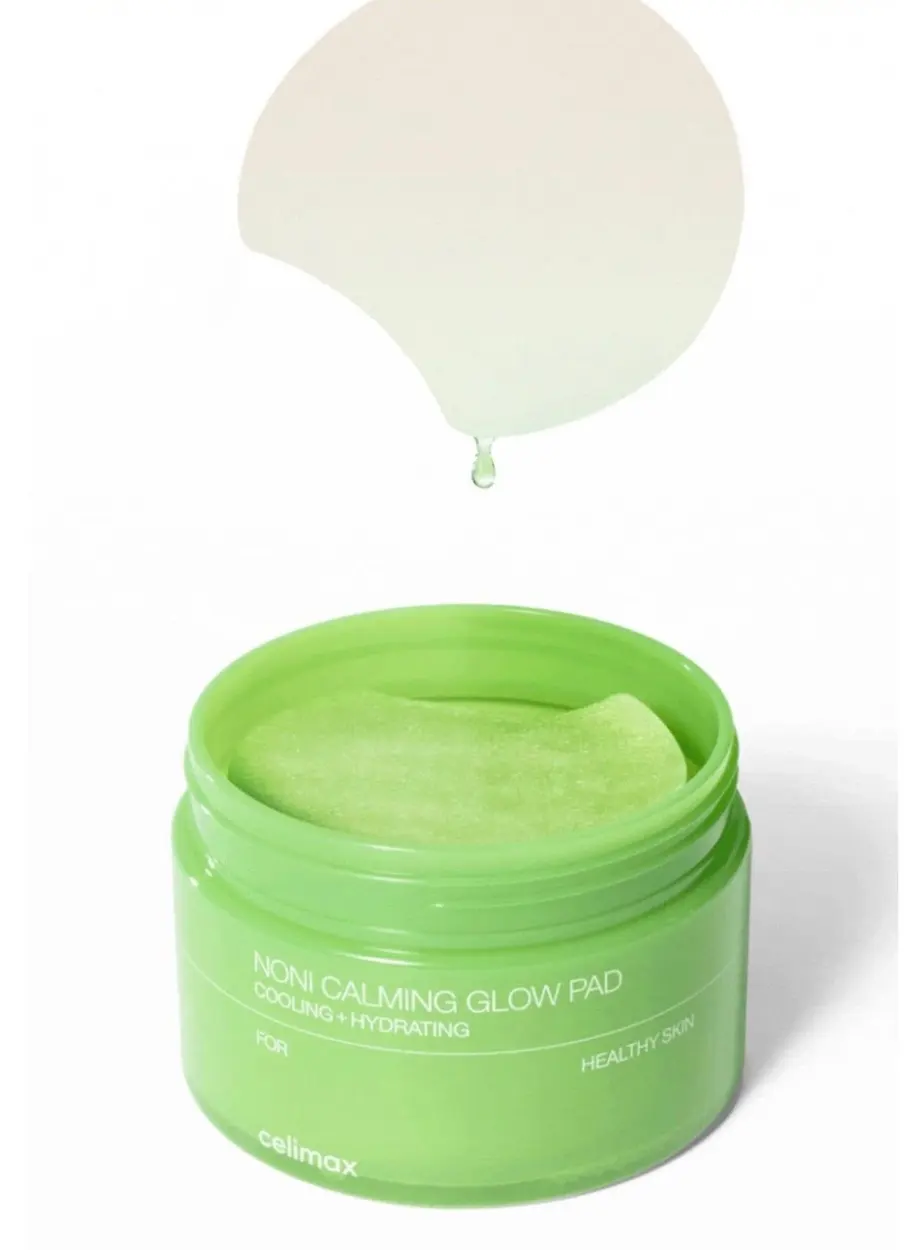 NONI CALMING GLOW PAD
COOLING + HYDRATING
FOR HEALTHY SKIN
celimax